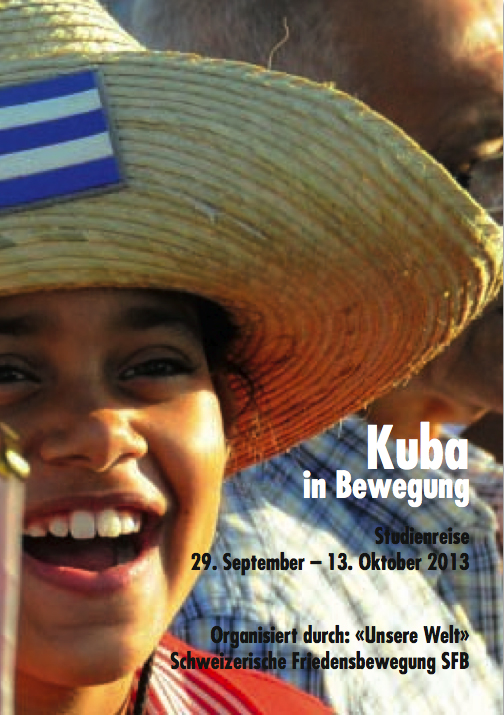 Kuba
in Bewegung
Studienreise
29. September – 13. Oktober 2013
Organisiert durch: «Unsere Welt»
Schweizerische Friedensbewegung SFB